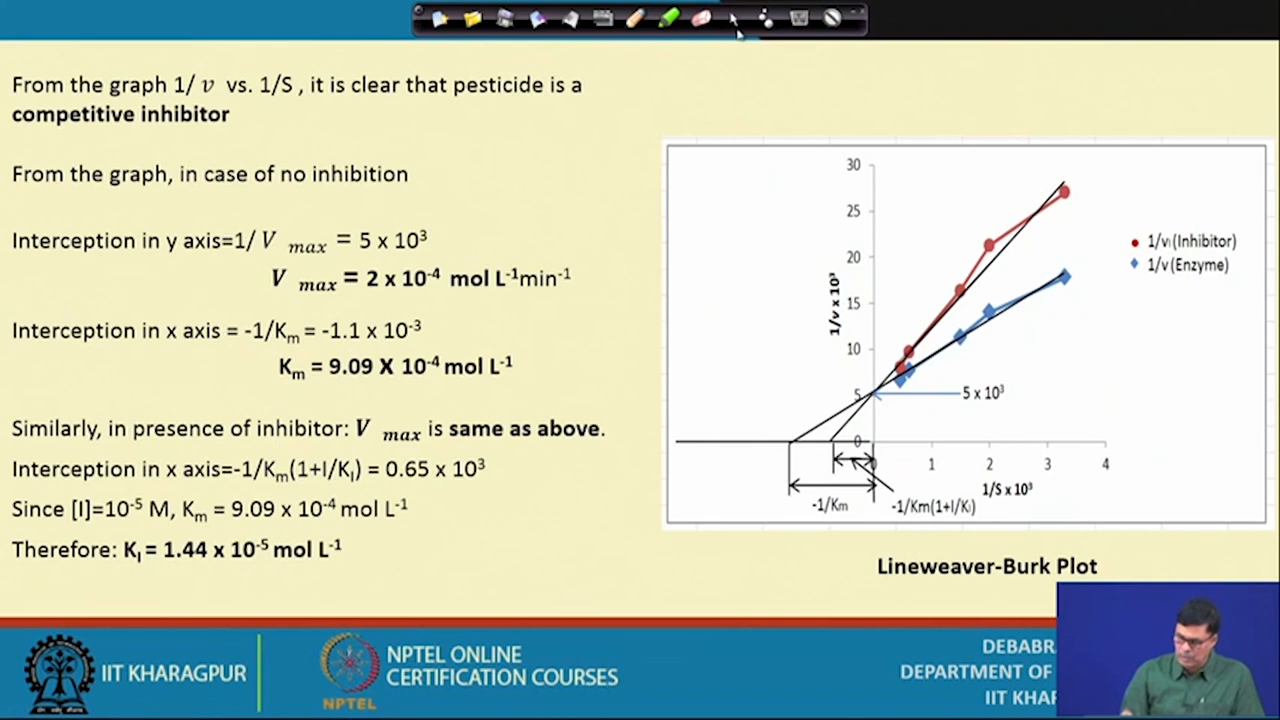 From the graph 1/ v vs. 1/S , it is clear that pesticide is a
competitive inhibitor
From the graph, in case of no inhibition
Interception in y axis=1/ V max = 5 x 10³
V max = 2 x 10⁻⁴ mol L⁻¹min⁻¹
Interception in x axis = -1/Kₘ = -1.1 x 10⁻³
Kₘ = 9.09 X 10⁻⁴ mol L⁻¹
Similarly, in presence of inhibitor: V max is same as above.
Interception in x axis=-1/Kₘ(1+I/K_I) = 0.65 x 10³
Since [I]=10⁻⁵ M, Kₘ = 9.09 x 10⁻⁴ mol L⁻¹
Therefore: K_I = 1.44 x 10⁻⁵ mol L⁻¹
30
25
20
15
10
5
0
1/v x 10³
1/vᵢ(Inhibitor)
1/v(Enzyme)
5 x 10³
0 1 2 3 4
1/S x 10³
-1/Km
-1/Km(1+I/Kᵢ)
Lineweaver-Burk Plot
IIT KHARAGPUR
NPTEL
NPTEL ONLINE
CERTIFICATION COURSES
DEBABR
DEPARTMENT OF
IIT KHAR